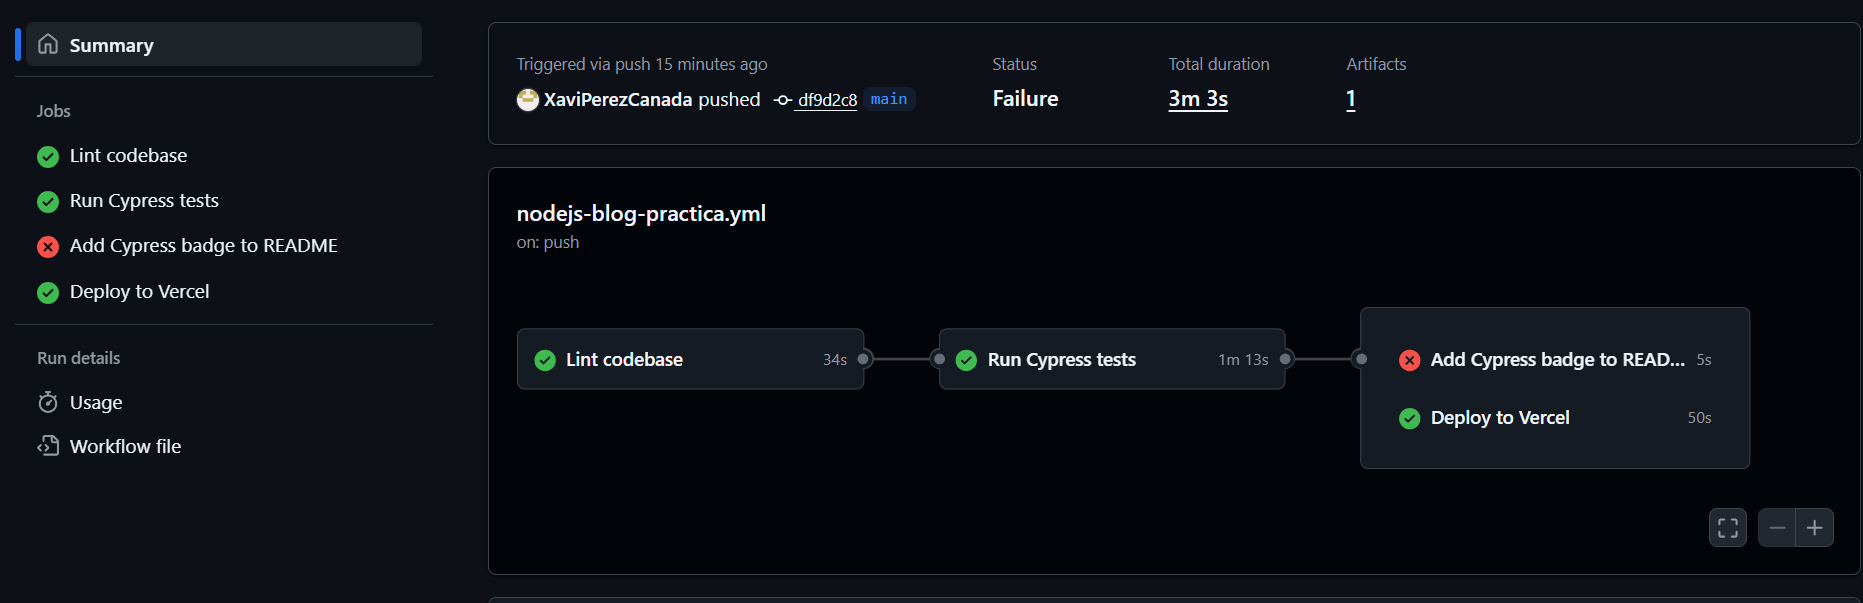 Summary
Jobs
Lint codebase
Run Cypress tests
Add Cypress badge to README
Deploy to Vercel
Run details
Usage
Workflow file
Triggered via push 15 minutes ago
XaviPerezCanada pushed df9d2c8 main
Status
Failure
Total duration
3m 3s
Artifacts
1
nodejs-blog-practica.yml
on: push
Lint codebase 34s
Run Cypress tests 1m 13s
Add Cypress badge to READ... 5s
Deploy to Vercel 50s